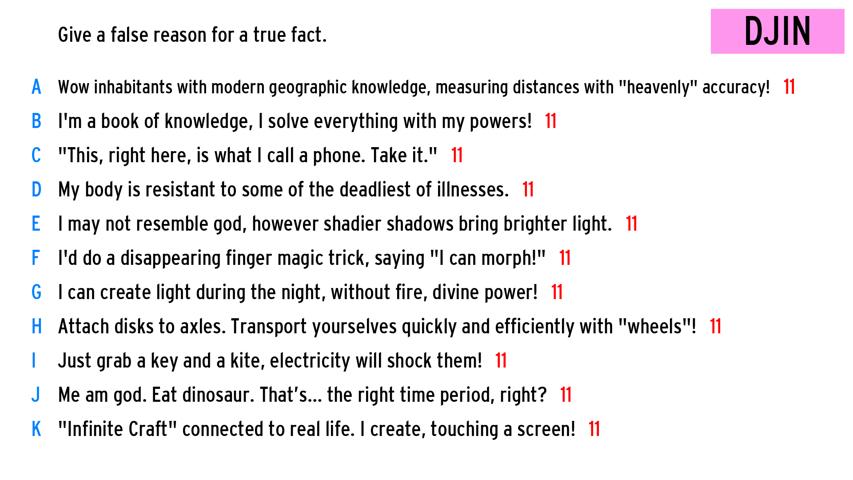 Give a false reason for a true fact.
DJIN
A Wow inhabitants with modern geographic knowledge, measuring distances with "heavenly" accuracy! 11
B I'm a book of knowledge, I solve everything with my powers! 11
C "This, right here, is what I call a phone. Take it." 11
D My body is resistant to some of the deadliest of illnesses. 11
E I may not resemble god, however shadier shadows bring brighter light. 11
F I'd do a disappearing finger magic trick, saying "I can morph!" 11
G I can create light during the night, without fire, divine power! 11
H Attach disks to axles. Transport yourselves quickly and efficiently with "wheels"! 11
I Just grab a key and a kite, electricity will shock them! 11
J Me am god. Eat dinosaur. That's... the right time period, right? 11
K "Infinite Craft" connected to real life. I create, touching a screen! 11